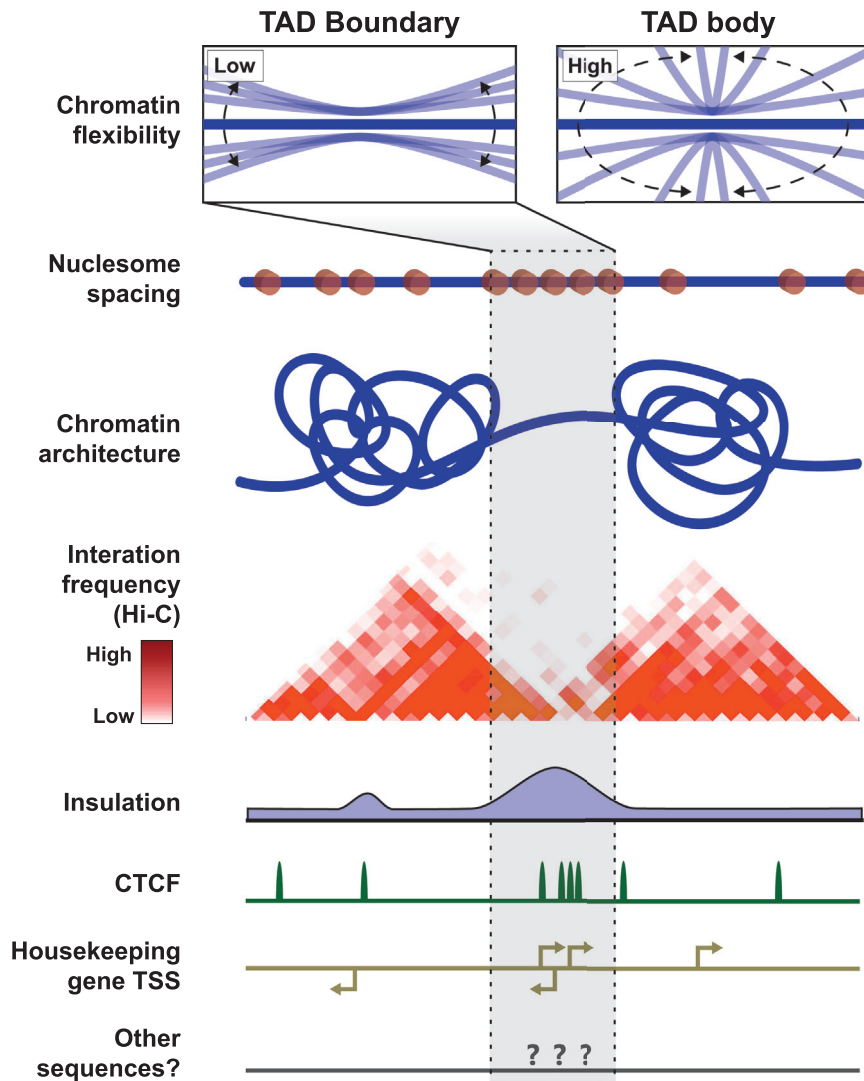 TAD Boundary
TAD body
Low
High
Chromatin
flexibility
Nuclesome
spacing
Chromatin
architecture
Interation
frequency
(Hi-C)
High
Low
Insulation
CTCF
Housekeeping
gene TSS
Other
sequences?
? ? ?